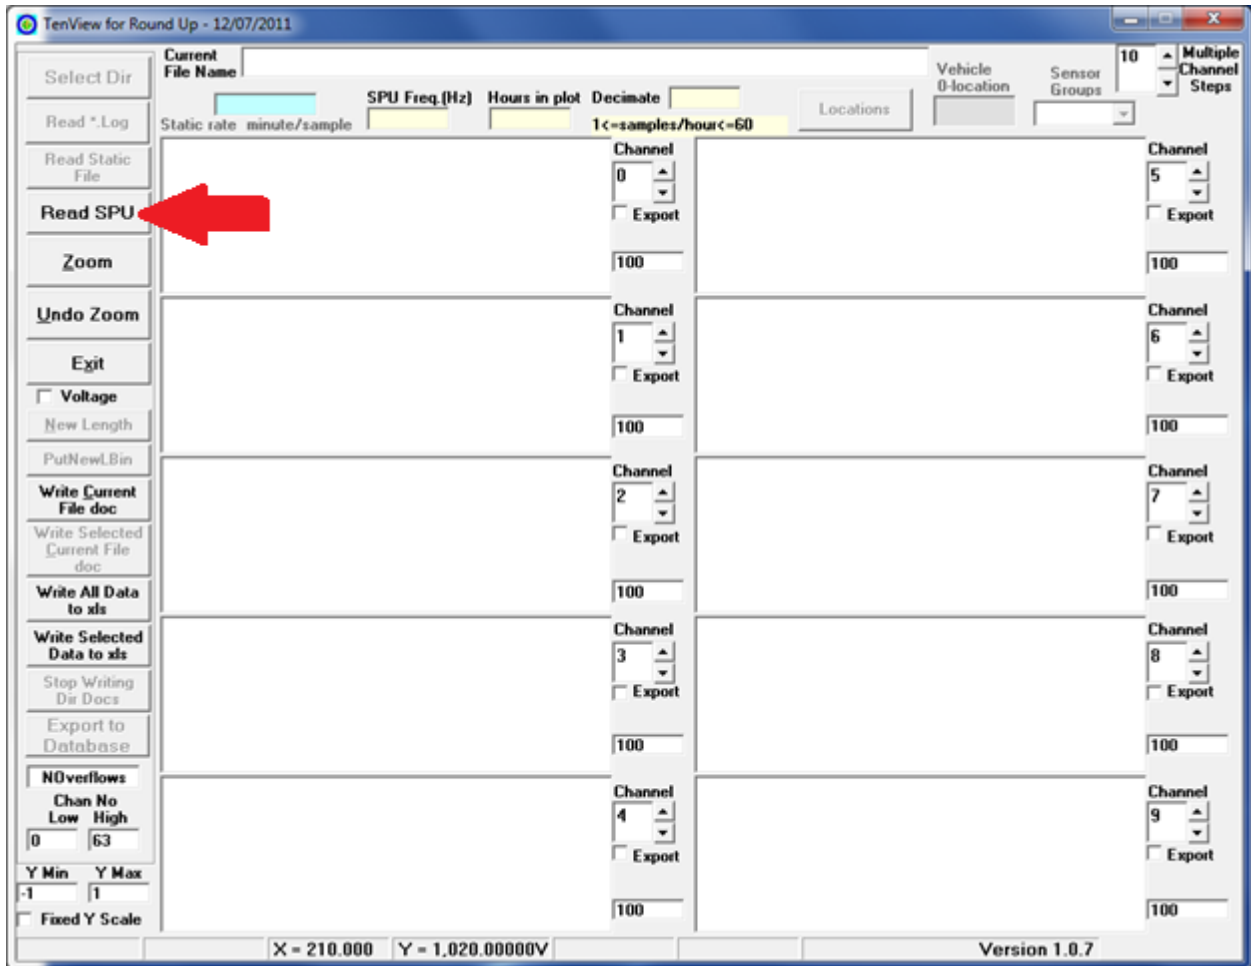 TenView for Round Up - 12/07/2011
Current
File Name
Vehicle
0-location
Sensor
Groups
10
Multiple
Channel
Steps
SPU Freq.(Hz)
Hours in plot
Decimate
Locations
Static rate minute/sample
1<=samples/hour<=60
Select Dir
Read *.Log
Read Static
File
Read SPU
Zoom
Undo Zoom
Exit
Voltage
New Length
PutNewLBin
Write Current
File doc
Write Selected
Current File
doc
Write All Data
to xls
Write Selected
Data to xls
Stop Writing
Dir Docs
Export to
Database
NOverflows
Chan No
Low High
0 63
Y Min Y Max
-1 1
Fixed Y Scale
Channel
0
Export
100
Channel
1
Export
100
Channel
2
Export
100
Channel
3
Export
100
Channel
4
Export
100
Channel
5
Export
100
Channel
6
Export
100
Channel
7
Export
100
Channel
8
Export
100
Channel
9
Export
100
X = 210.000 Y = 1,020.00000V Version 1.0.7